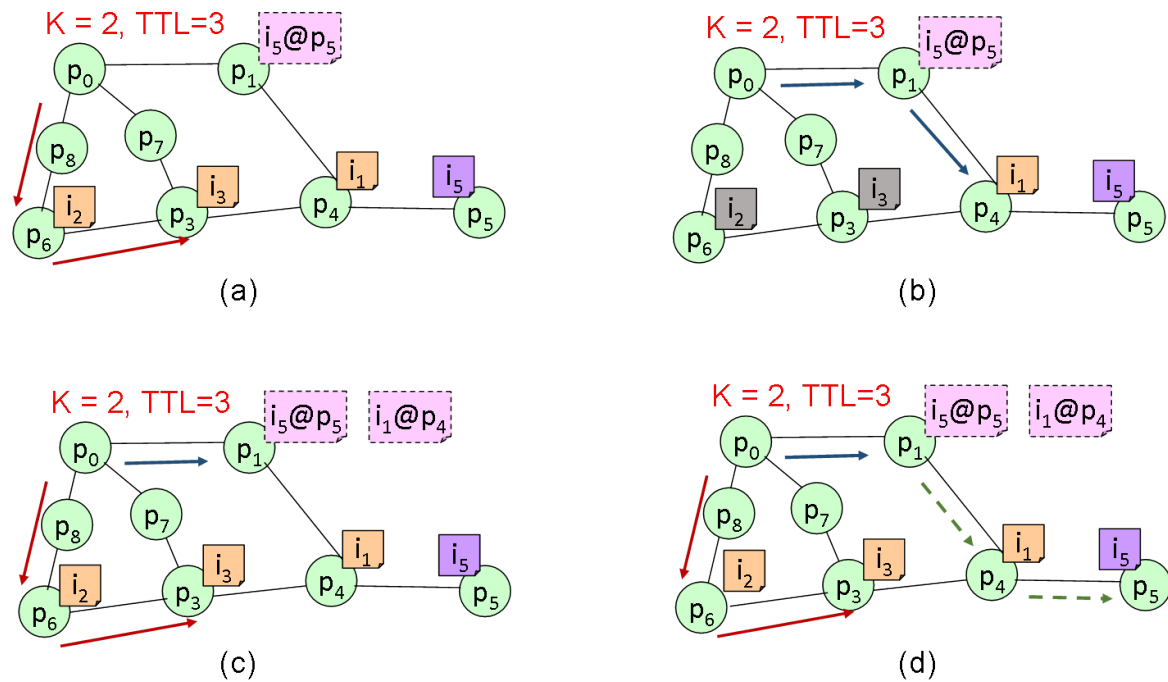 K = 2, TTL=3
i₅@p₅
p₀
p₁
p₇
p₈
i₃
i₁
i₅
i₂
p₃
p₄
p₅
p₆
(a)
K = 2, TTL=3
i₅@p₅
p₀
p₁
p₇
p₈
i₃
i₁
i₅
i₂
p₃
p₄
p₅
p₆
(b)
K = 2, TTL=3
i₅@p₅ i₁@p₄
p₀
p₁
p₇
p₈
i₃
i₁
i₅
i₂
p₃
p₄
p₅
p₆
(c)
K = 2, TTL=3
i₅@p₅ i₁@p₄
p₀
p₁
p₇
p₈
i₃
i₁
i₅
i₂
p₃
p₄
p₅
p₆
(d)